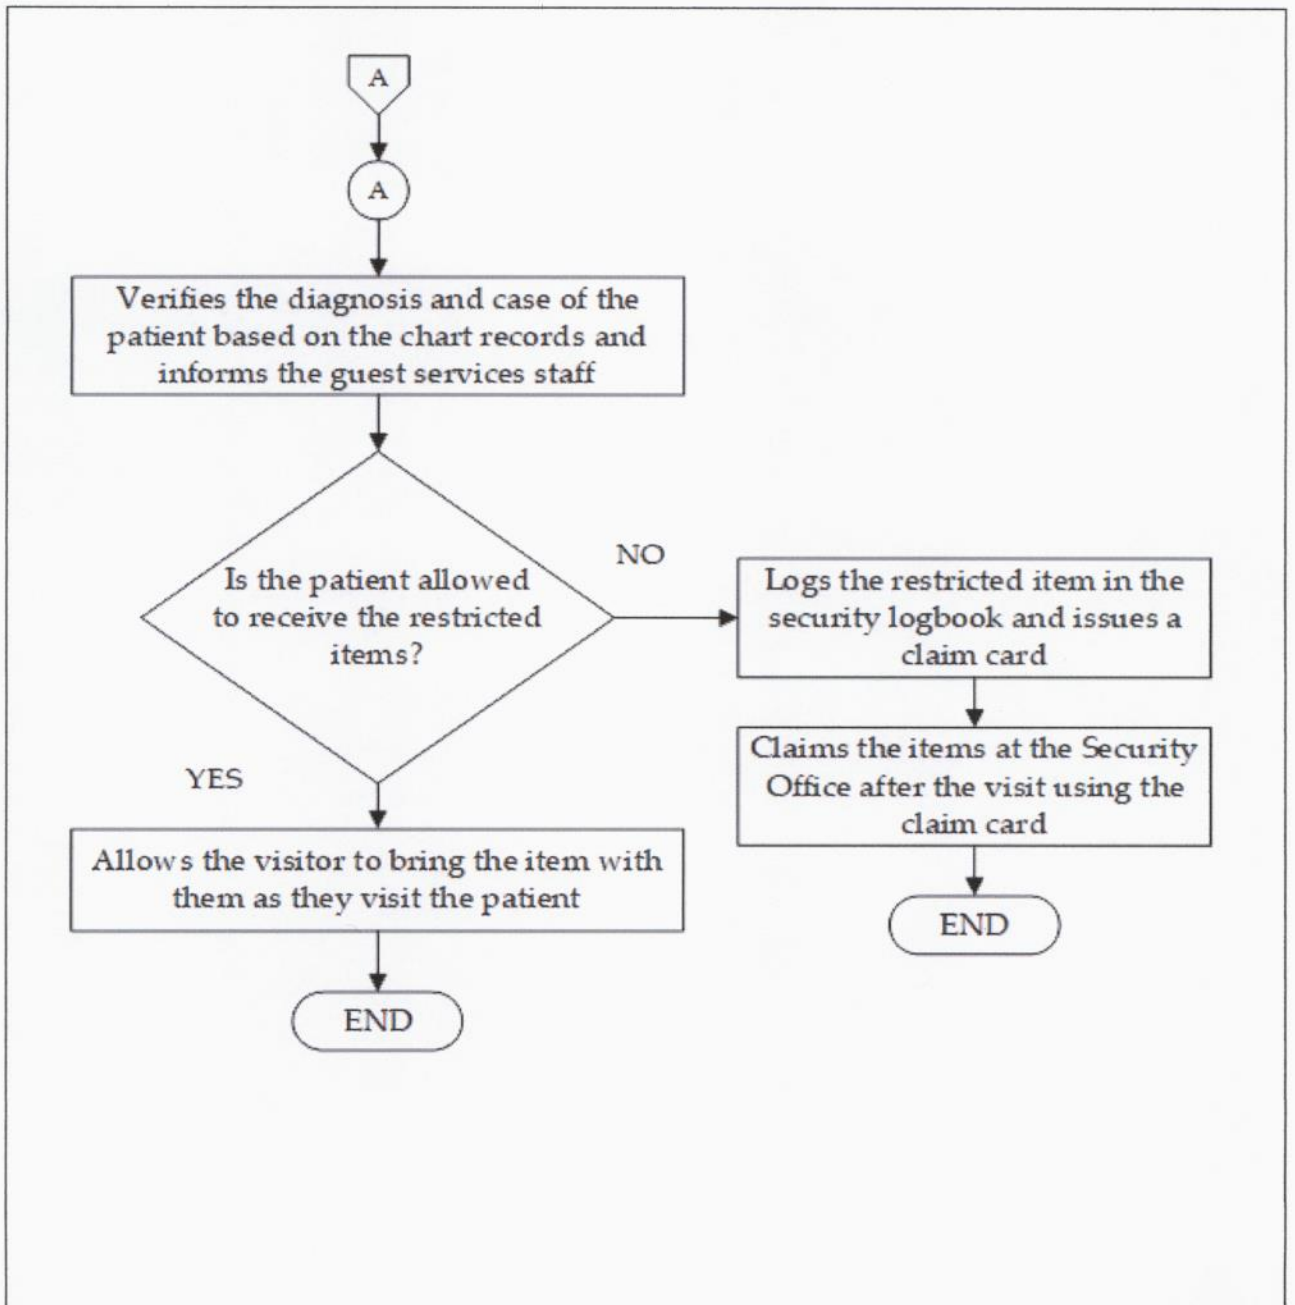 A
A
Verifies the diagnosis and case of the
patient based on the chart records and
informs the guest services staff
Is the patient allowed
to receive the restricted
items?
NO
Logs the restricted item in the
security logbook and issues a
claim card
Claims the items at the Security
Office after the visit using the
claim card
END
YES
Allows the visitor to bring the item with
them as they visit the patient
END